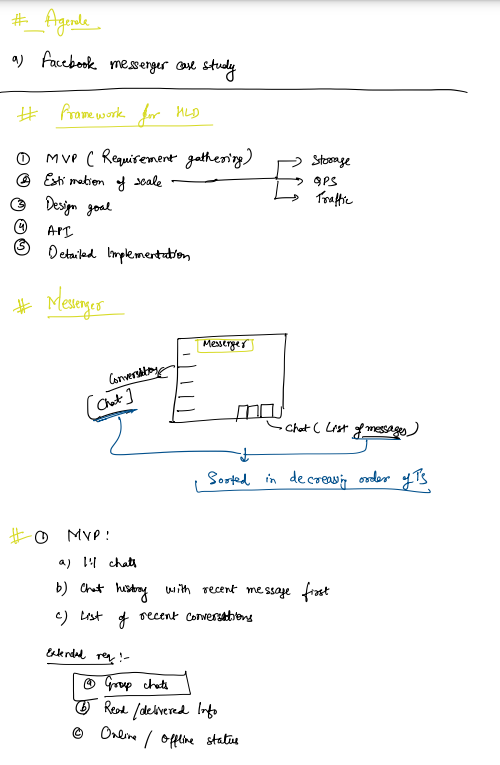 # Agenda
a) Facebook messenger case study
# Framework for HLD
① MVP ( Requirement gathering )
② Estimation of scale → Storage
→ QPS
→ Traffic
③ Design goal
④ API
⑤ Detailed Implementation
# Messenger
Messenger
Conversation
[ Chat ]
Chat ( List of messages )
Sorted in decreasing order of TS
# ① MVP :
a) 1:1 chats
b) Chat history with recent message first
c) List of recent conversations
Extended req :-
ⓐ Group chats
ⓑ Read / delivered Info
ⓒ Online / offline status